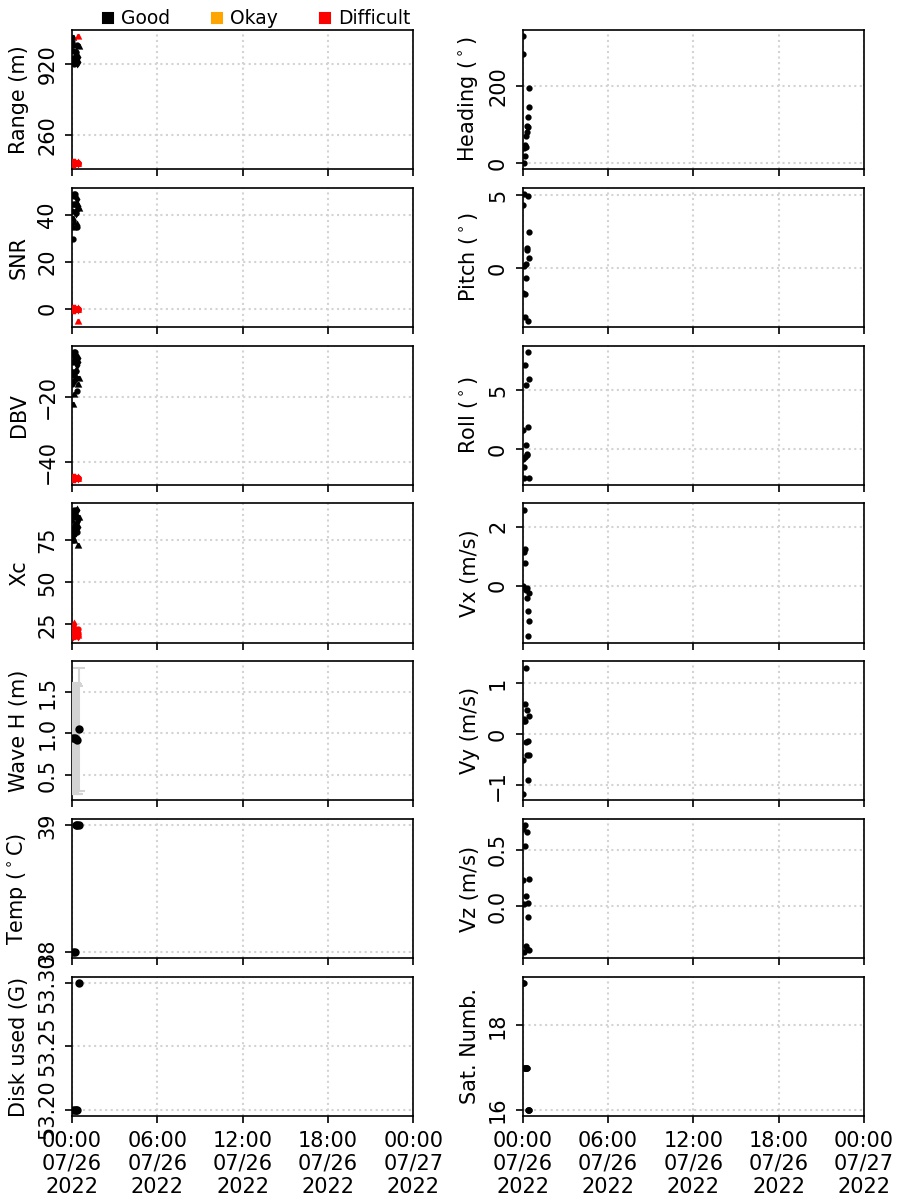 Good Okay Difficult
Range (m)
920
260
Heading (°)
200
0
SNR
40
20
0
Pitch (°)
5
0
DBV
−20
−40
Roll (°)
5
0
Xc
75
50
25
Vx (m/s)
2
0
Wave H (m)
1.5
1.0
0.5
Vy (m/s)
1
0
−1
Temp (°C)
39
38
Vz (m/s)
0.5
0.0
Disk used (G)
53.3
53.25
53.20
Sat. Numb.
18
16
00:00 06:00 12:00 18:00 00:00 00:00 06:00 12:00 18:00 00:00
07/26 07/26 07/26 07/26 07/27 07/26 07/26 07/26 07/26 07/27
2022 2022 2022 2022 2022 2022 2022 2022 2022 2022